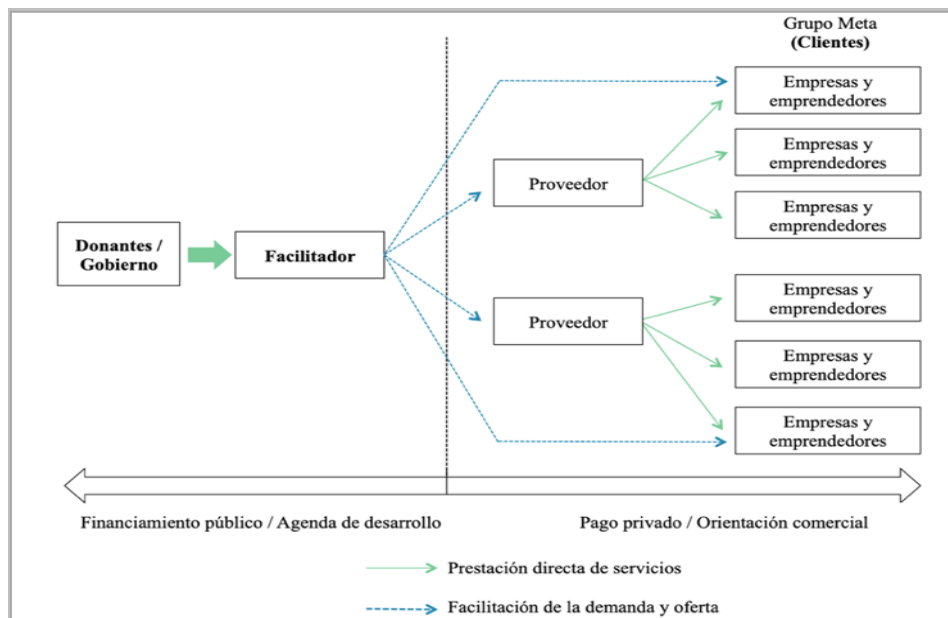 Grupo Meta
(Clientes)
Empresas y
emprendedores
Empresas y
emprendedores
Proveedor
Empresas y
emprendedores
Donantes /
Gobierno
Facilitador
Empresas y
emprendedores
Proveedor
Empresas y
emprendedores
Empresas y
emprendedores
Financiamiento público / Agenda de desarrollo
Pago privado / Orientación comercial
Prestación directa de servicios
Facilitación de la demanda y oferta